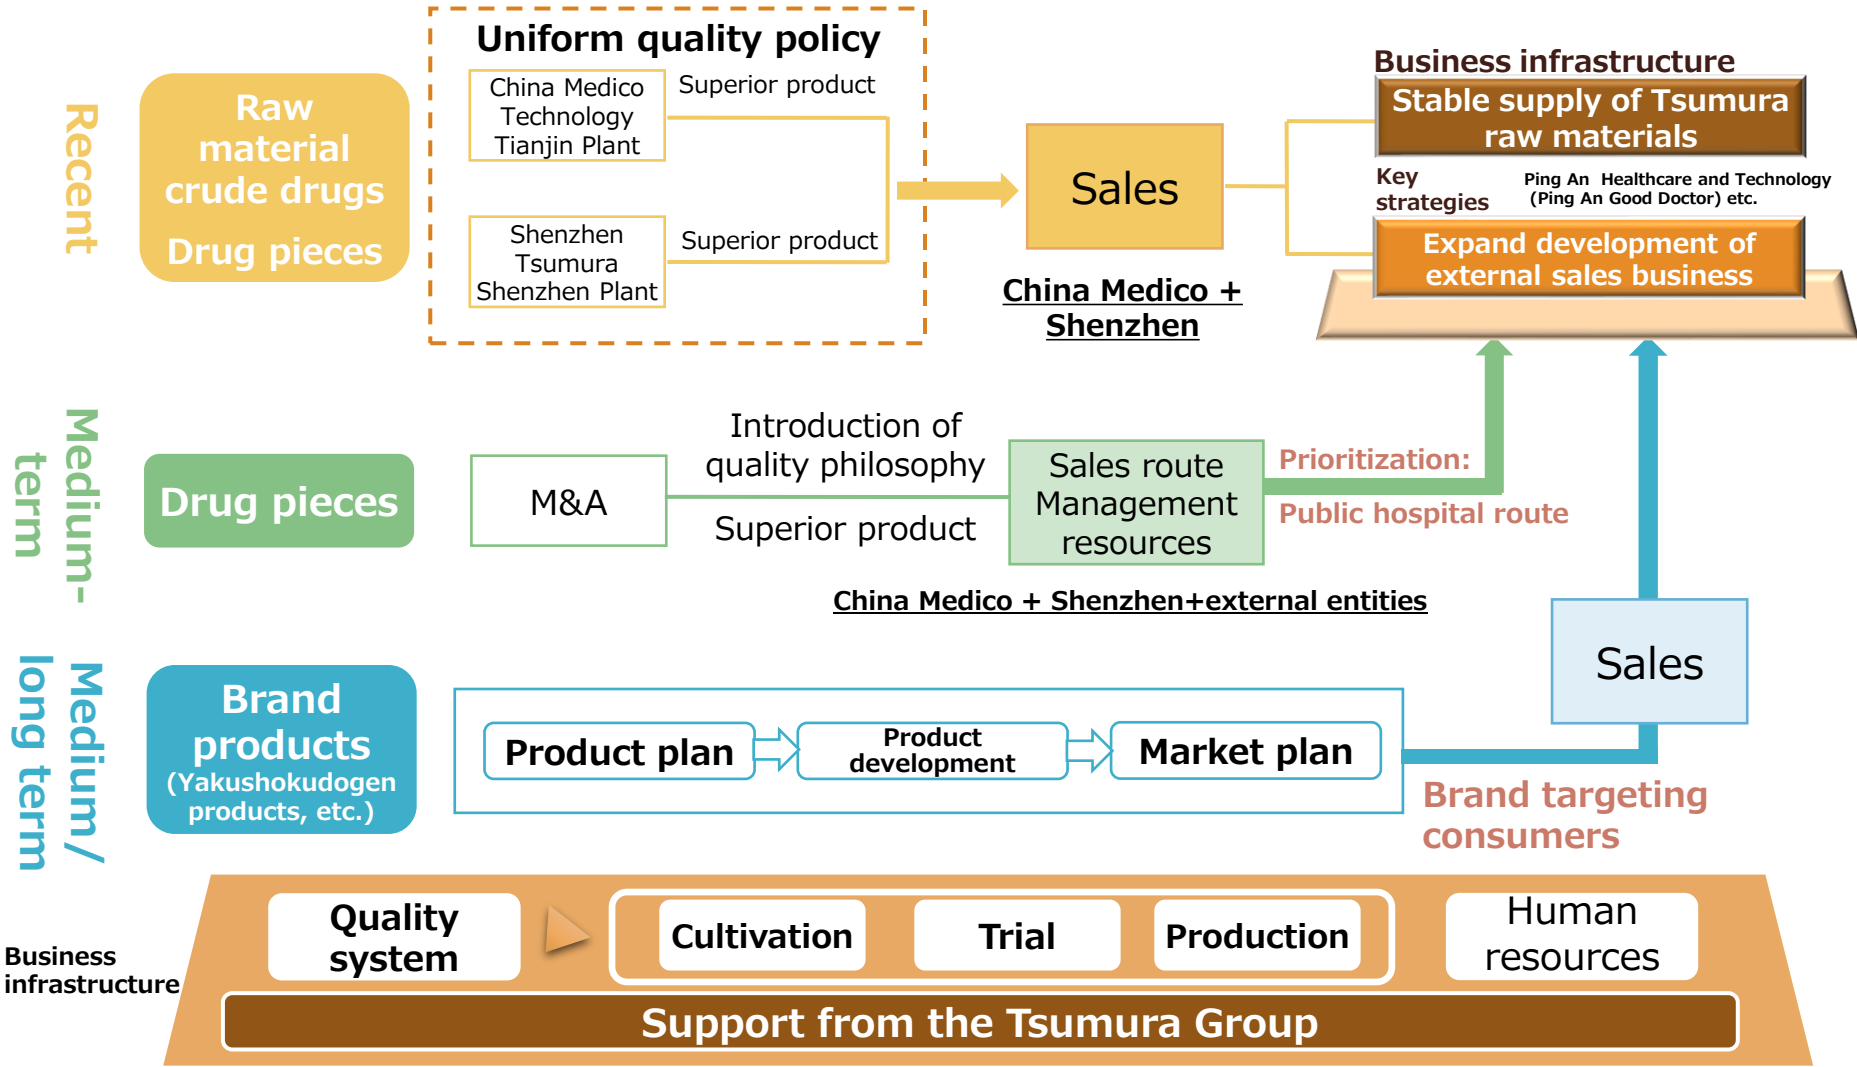 Recent
Raw
material
crude drugs
Drug pieces
Uniform quality policy
China Medico
Technology
Tianjin Plant
Superior product
Shenzhen
Tsumura
Shenzhen Plant
Superior product
Sales
China Medico +
Shenzhen
Business infrastructure
Stable supply of Tsumura
raw materials
Key
strategies
Ping An Healthcare and Technology
(Ping An Good Doctor) etc.
Expand development of
external sales business
Medium-
term
Drug pieces
M&A
Introduction of
quality philosophy
Superior product
Sales route
Management
resources
Prioritization:
Public hospital route
China Medico + Shenzhen+external entities
Medium/
long term
Brand
products
(Yakushokudogen
products, etc.)
Product plan
Product
development
Market plan
Sales
Brand targeting
consumers
Business
infrastructure
Quality
system
Cultivation
Trial
Production
Human
resources
Support from the Tsumura Group